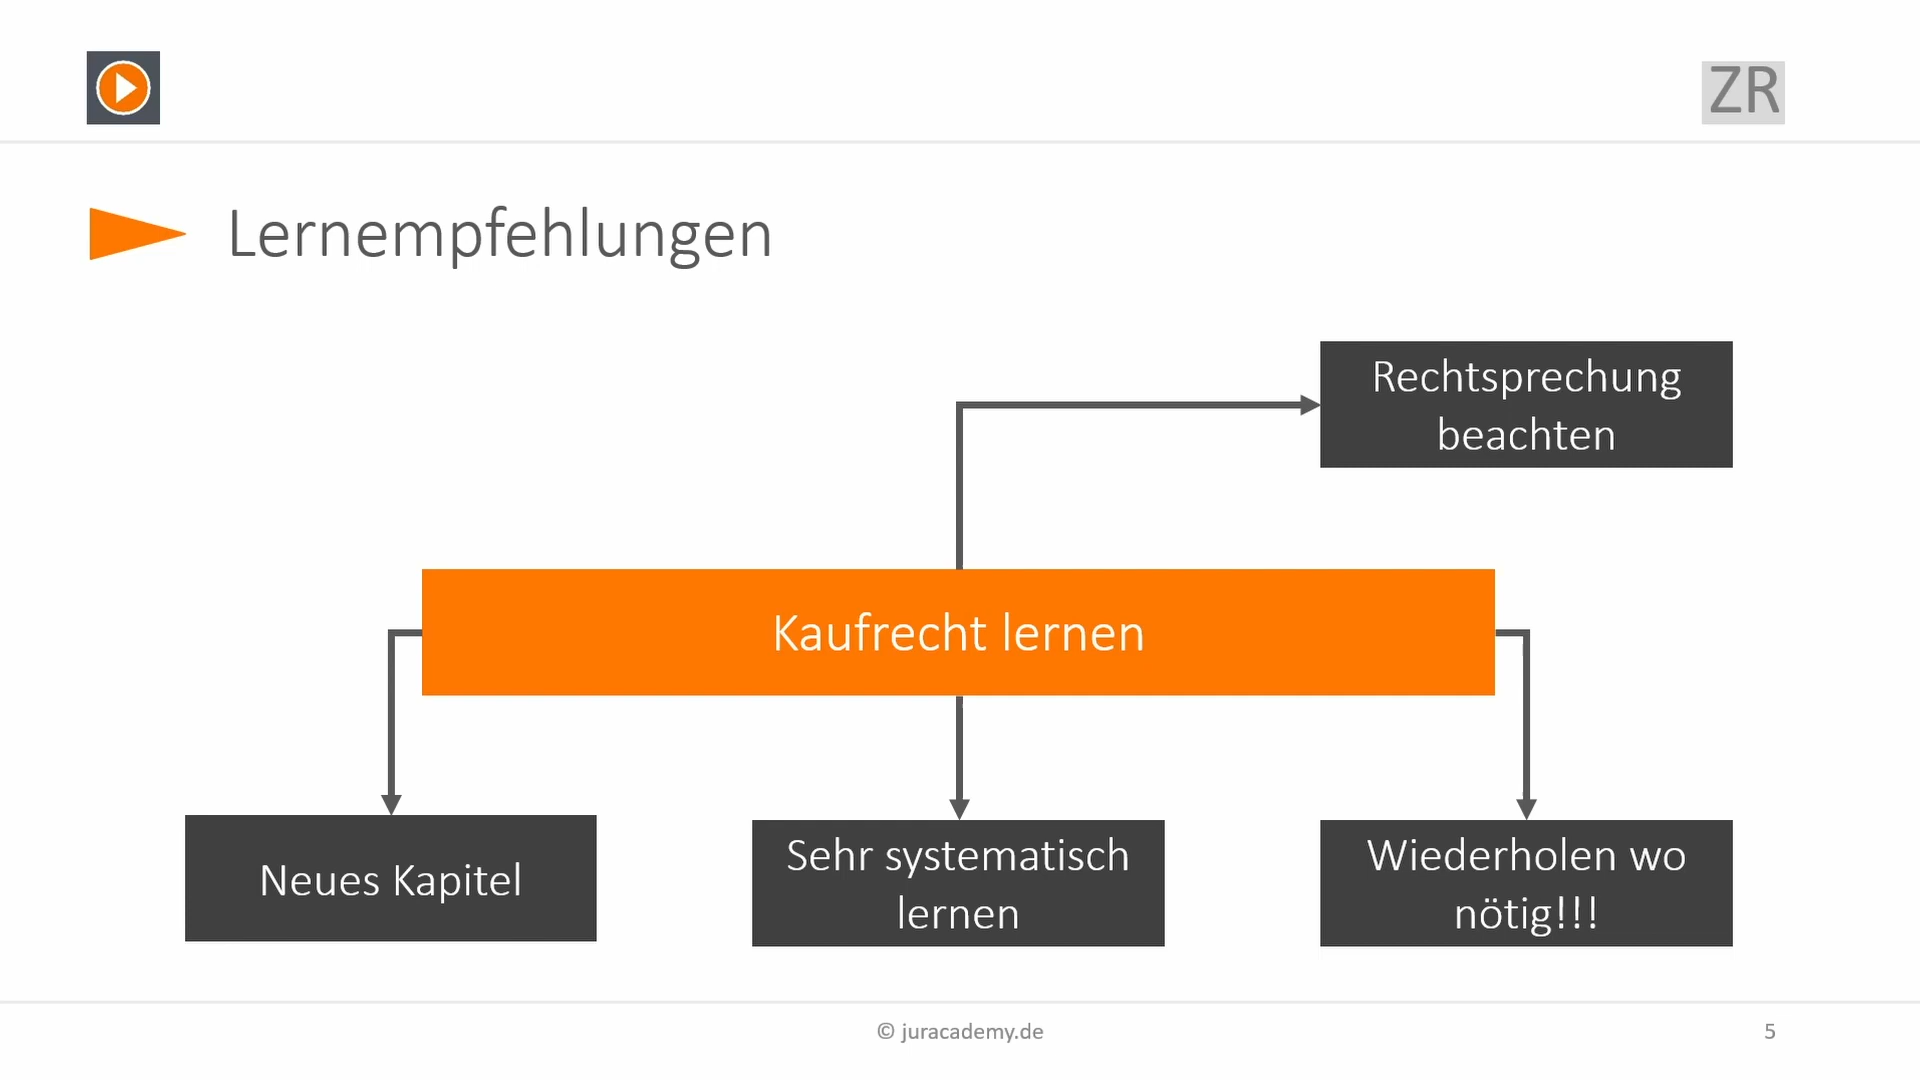 ZR
Lernempfehlungen
Rechtsprechung
beachten
Kaufrecht lernen
Neues Kapitel
Sehr systematisch
lernen
Wiederholen wo
nötig!!!
© juracademy.de
5